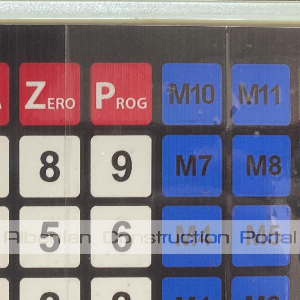 ZERO PROG M10 M11
8 9 M7 M8
5 6 M4 M5
Albanian Construction Portal